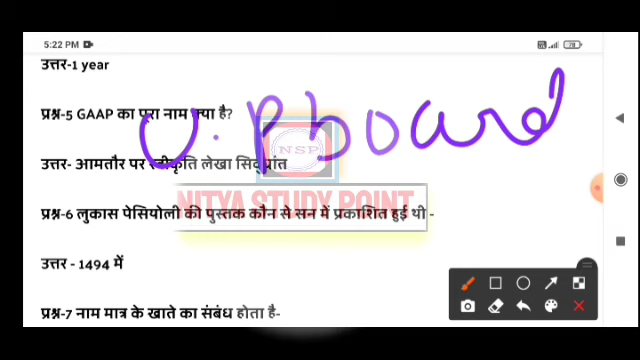 5:22 PM 78
उत्तर-1 year
प्रश्न-5 GAAP का पूरा नाम क्या है?
U.P board
उत्तर- आमतौर पर स्वीकृति लेखा सिद्धांत
NSP
NITYA STUDY POINT
प्रश्न-6 लुकास पेसियोली की पुस्तक कौन से सन में प्रकाशित हुई थी -
उत्तर - 1494 में
प्रश्न-7 नाम मात्र के खाते का संबंध होता है-